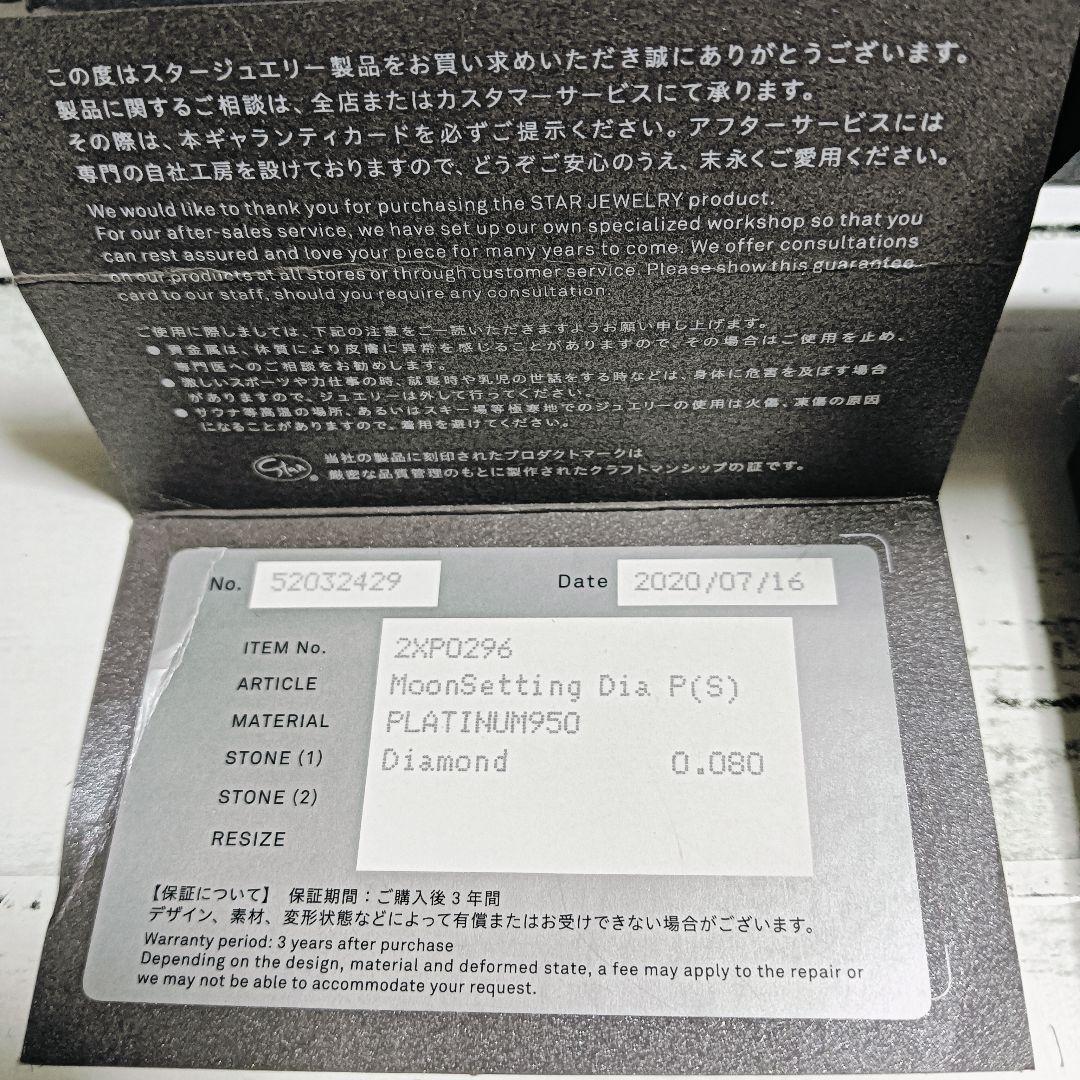 この度はスタージュエリー製品をお買い求めいただき誠にありがとうございます。
製品に関するご相談は、全店またはカスタマーサービスにて承ります。
その際は、本ギャランティカードを必ずご提示ください。アフターサービスには
専門の自社工房を設けておりますので、どうぞご安心のうえ、末永くご愛用ください。
We would like to thank you for purchasing the STAR JEWELRY product.
For our after-sales service, we have set up our own specialized workshop so that you
can rest assured and love your piece for many years to come. We offer consultations
on our products at all stores or through customer service. Please show this guarantee
card to our staff, should you require any consultation.
ご使用に際しましては、下記の注意をご一読いただきますようお願い申し上げます。
●貴金属は、体質により皮膚に異常を感じることがありますので、その場合はご使用を止め、
専門医へのご相談をお勧めします。
●激しいスポーツや力仕事の時、就寝時や乳児の世話をする時などは、身体に危害を及ぼす場合
がありますので、ジュエリーは外して行ってください。
●サウナ等高温の場所、あるいはスキー場等極寒地でのジュエリーの使用は火傷、凍傷の原因
になることがありますので、着用を避けてください。
Star® 当社の製品に刻印されたプロダクトマークは
厳密な品質管理のもとに製作されたクラフトマンシップの証です。
No. 52032429 Date 2020/07/16
ITEM No. 2XP0296
ARTICLE MoonSetting Dia P(S)
MATERIAL PLATINUM950
STONE (1) Diamond 0.080
STONE (2)
RESIZE
【保証について】 保証期間：ご購入後3年間
デザイン、素材、変形状態などによって有償またはお受けできない場合がございます。
Warranty period: 3 years after purchase
Depending on the design, material and deformed state, a fee may apply to the repair or
we may not be able to accommodate your request.